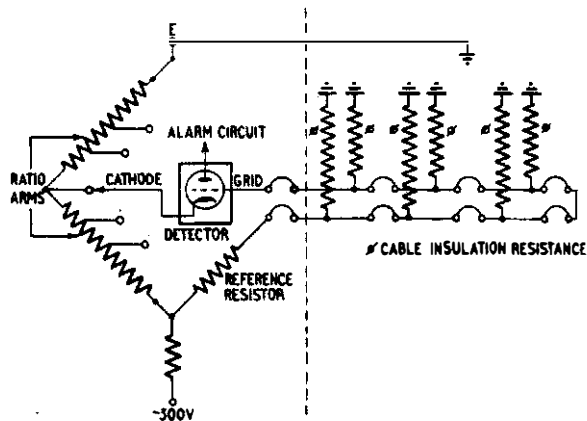 E
ALARM CIRCUIT
RATIO
ARMS
CATHODE
GRID
DETECTOR
REFERENCE
RESISTOR
ø CABLE INSULATION RESISTANCE
ø
ø
ø
ø
ø
ø
-300V